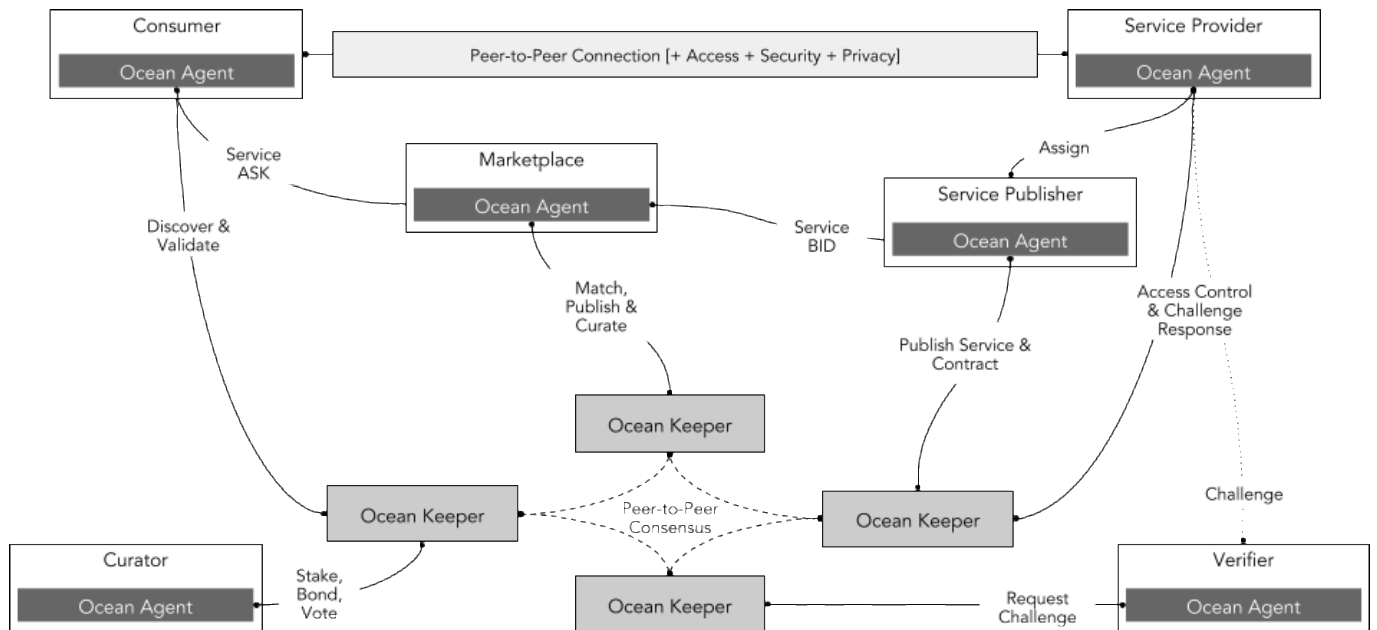 Consumer
Ocean Agent
Peer-to-Peer Connection [+ Access + Security + Privacy]
Service Provider
Ocean Agent
Service
ASK
Marketplace
Ocean Agent
Assign
Service Publisher
Ocean Agent
Service
BID
Discover &
Validate
Match,
Publish &
Curate
Publish Service &
Contract
Access Control
& Challenge
Response
Ocean Keeper
Ocean Keeper
Peer-to-Peer
Consensus
Ocean Keeper
Challenge
Curator
Ocean Agent
Stake,
Bond,
Vote
Ocean Keeper
Request
Challenge
Verifier
Ocean Agent